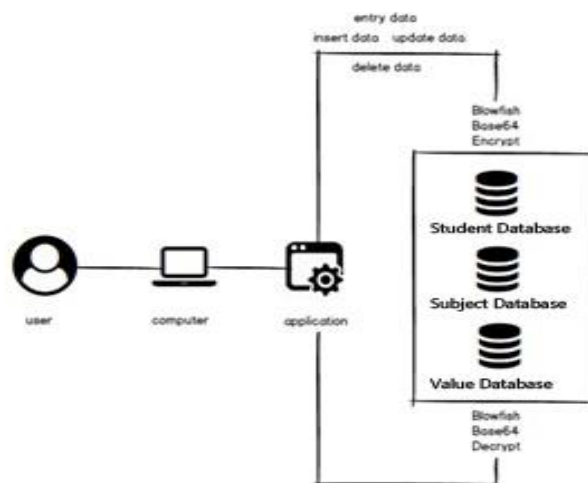 entry data
insert data update data
delete data
Blowfish
Base64
Encrypt
Student Database
Subject Database
user
computer
application
Value Database
Blowfish
Base64
Decrypt